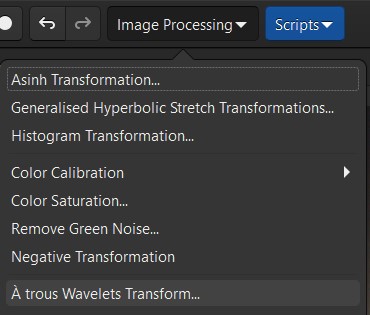 Image Processing Scripts
Asinh Transformation...
Generalised Hyperbolic Stretch Transformations...
Histogram Transformation...
Color Calibration
Color Saturation...
Remove Green Noise...
Negative Transformation
À trous Wavelets Transform...